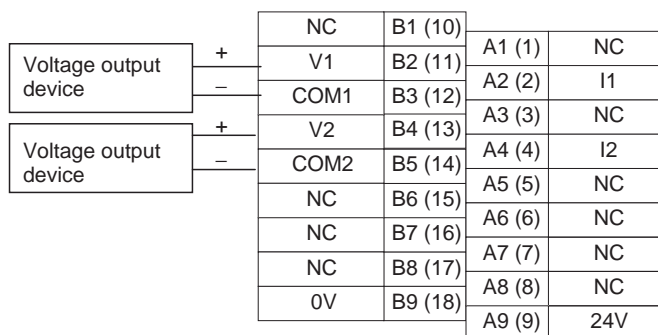 NC B1 (10)
A1 (1) NC
Voltage output device
+
V1 B2 (11)
A2 (2) I1
−
COM1 B3 (12)
A3 (3) NC
Voltage output device
+
V2 B4 (13)
A4 (4) I2
−
COM2 B5 (14)
A5 (5) NC
NC B6 (15)
A6 (6) NC
NC B7 (16)
A7 (7) NC
NC B8 (17)
A8 (8) NC
0V B9 (18)
A9 (9) 24V